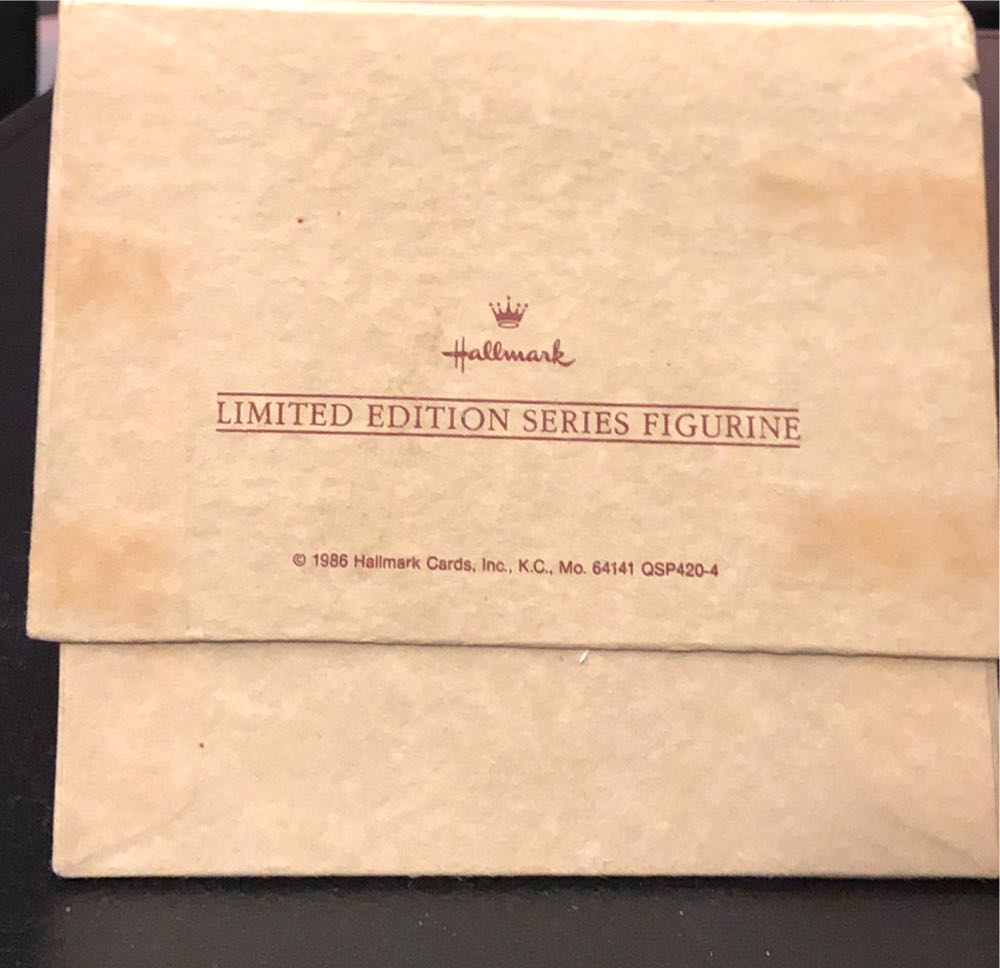 Hallmark
LIMITED EDITION SERIES FIGURINE
© 1986 Hallmark Cards, Inc., K.C., Mo. 64141 QSP420-4